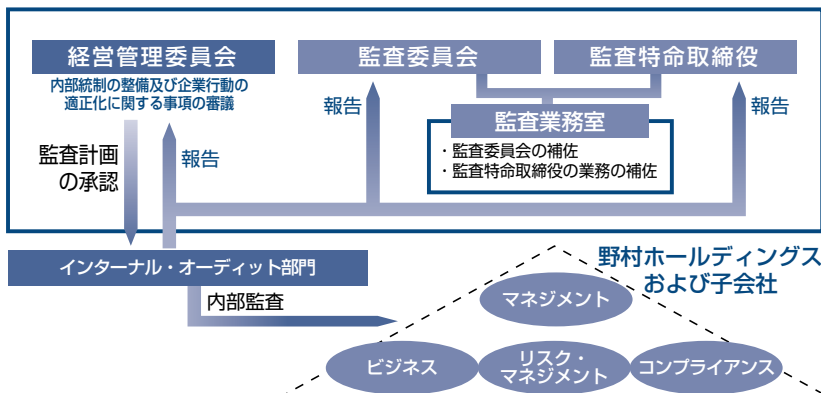 経営管理委員会
監査委員会
監査特命取締役
内部統制の整備及び企業行動の
適正化に関する事項の審議
報告
監査業務室
報告
・監査委員会の補佐
・監査特命取締役の業務の補佐
監査計画
の承認
報告
インターナル・オーディット部門
内部監査
野村ホールディングス
および子会社
マネジメント
ビジネス
リスク・
マネジメント
コンプライアンス